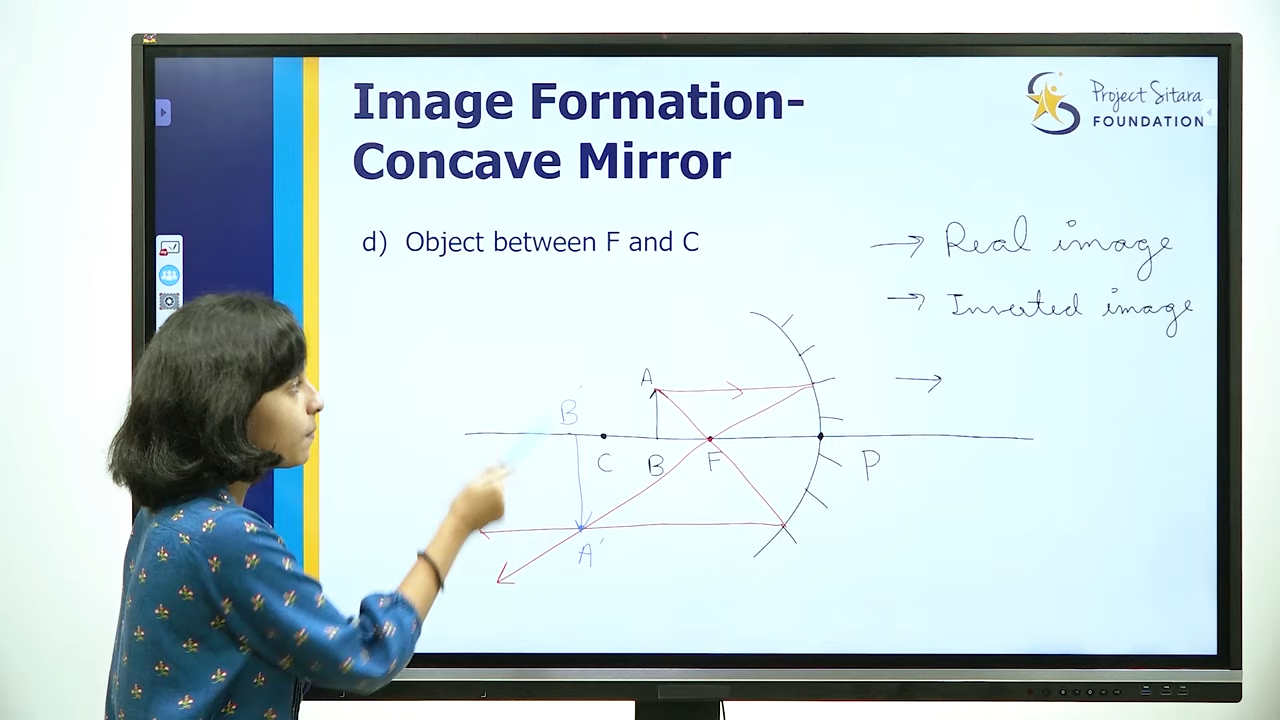 Image Formation-
Concave Mirror
Project Sitara
FOUNDATION
d) Object between F and C
→ Real image
→ Inverted image
→
A
B'
C
B
F
P
A'